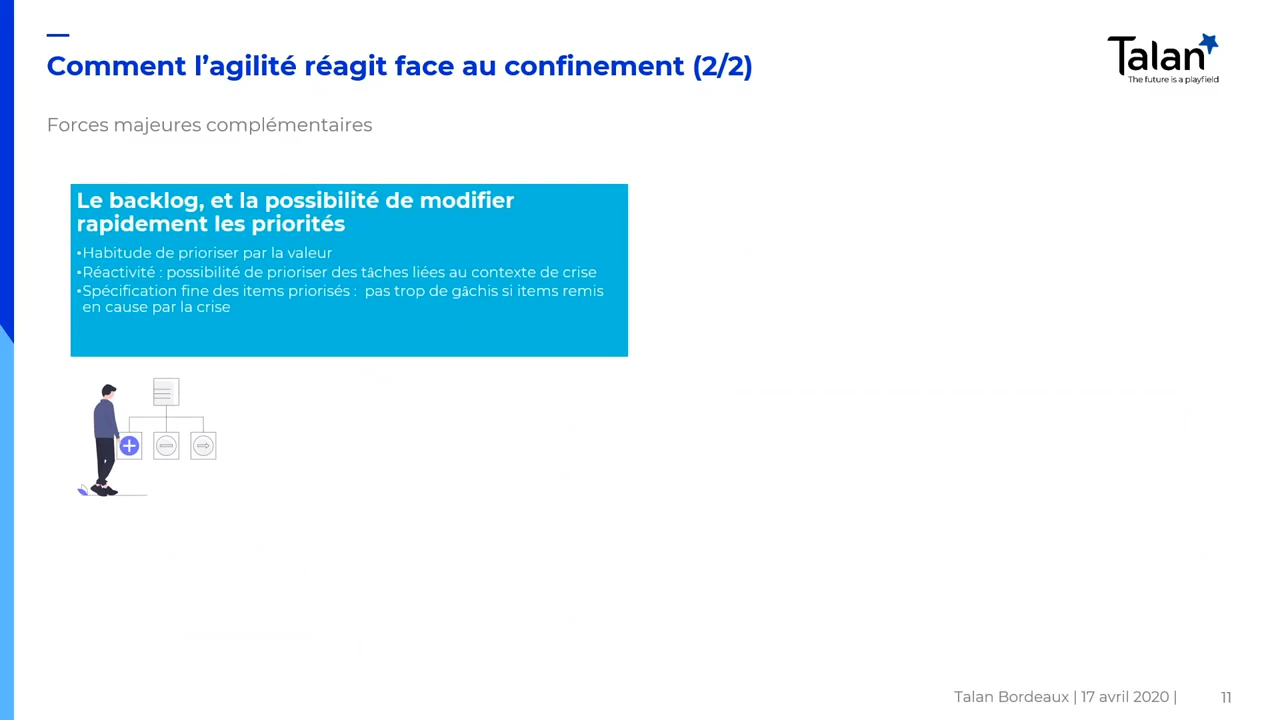 Comment l’agilité réagit face au confinement (2/2)
Talan
The future is a playfield
Forces majeures complémentaires
Le backlog, et la possibilité de modifier
rapidement les priorités
•Habitude de prioriser par la valeur
•Réactivité : possibilité de prioriser des tâches liées au contexte de crise
•Spécification fine des items priorisés :  pas trop de gâchis si items remis
en cause par la crise
Talan Bordeaux | 17 avril 2020 |
11